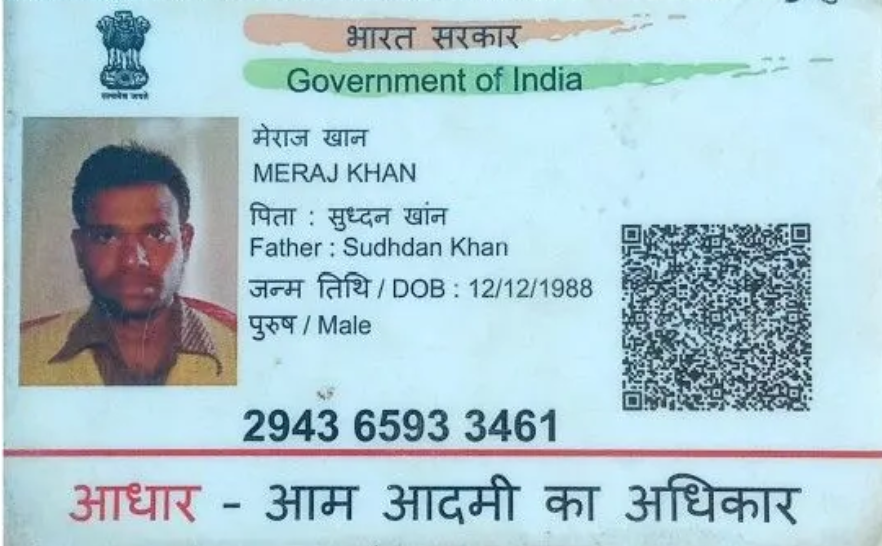 भारत सरकार
Government of India
सत्यमेव जयते
मेराज खान
MERAJ KHAN
पिता : सुध्दन खांन
Father : Sudhdan Khan
जन्म तिथि / DOB : 12/12/1988
पुरुष / Male
2943 6593 3461
आधार - आम आदमी का अधिकार